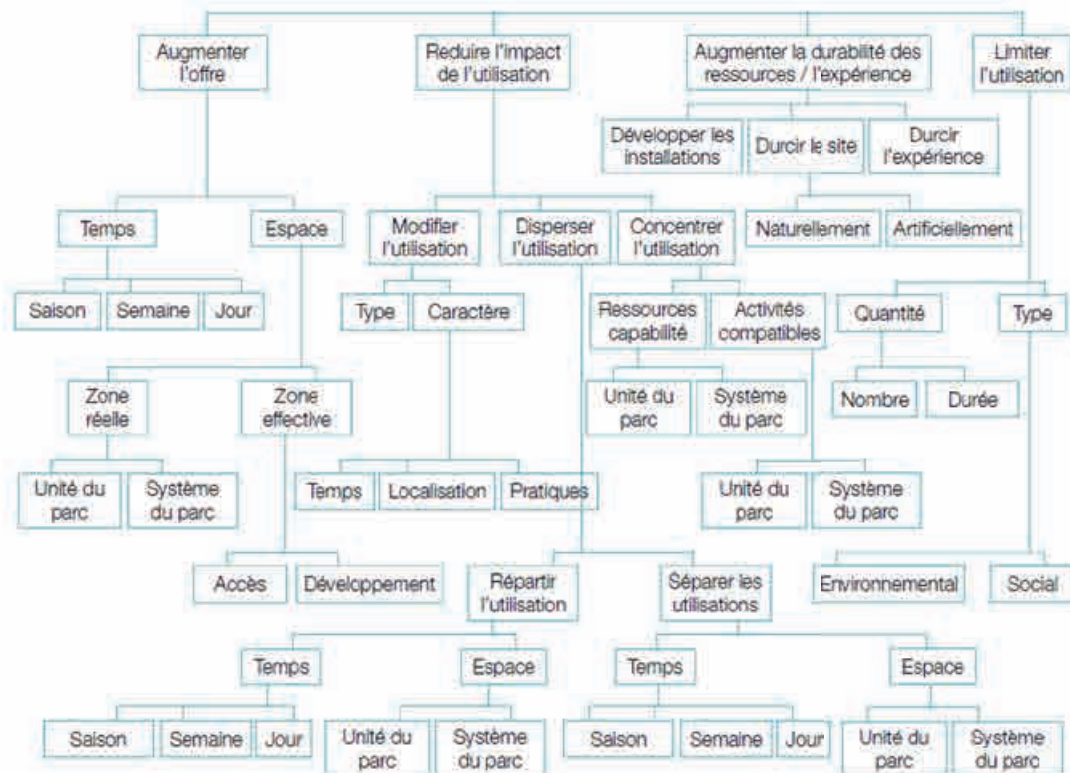 Augmenter
l'offre
Reduire l'impact
de l'utilisation
Augmenter la durabilité des
ressources / l'expérience
Limiter
l'utilisation
Développer les
installations
Durcir le site
Durcir
l'expérience
Temps
Espace
Modifier
l'utilisation
Disperser
l'utilisation
Concentrer
l'utilisation
Naturellement
Artificiellement
Saison
Semaine
Jour
Type
Caractère
Ressources
capabilité
Activités
compatibles
Quantité
Type
Zone
réelle
Zone
effective
Unité du
parc
Système
du parc
Nombre
Durée
Unité du
parc
Système
du parc
Temps
Localisation
Pratiques
Unité du
parc
Système
du parc
Accès
Développement
Répartir
l'utilisation
Séparer les
utilisations
Environnemental
Social
Temps
Espace
Temps
Espace
Saison
Semaine
Jour
Unité du
parc
Système
du parc
Saison
Semaine
Jour
Unité du
parc
Système
du parc